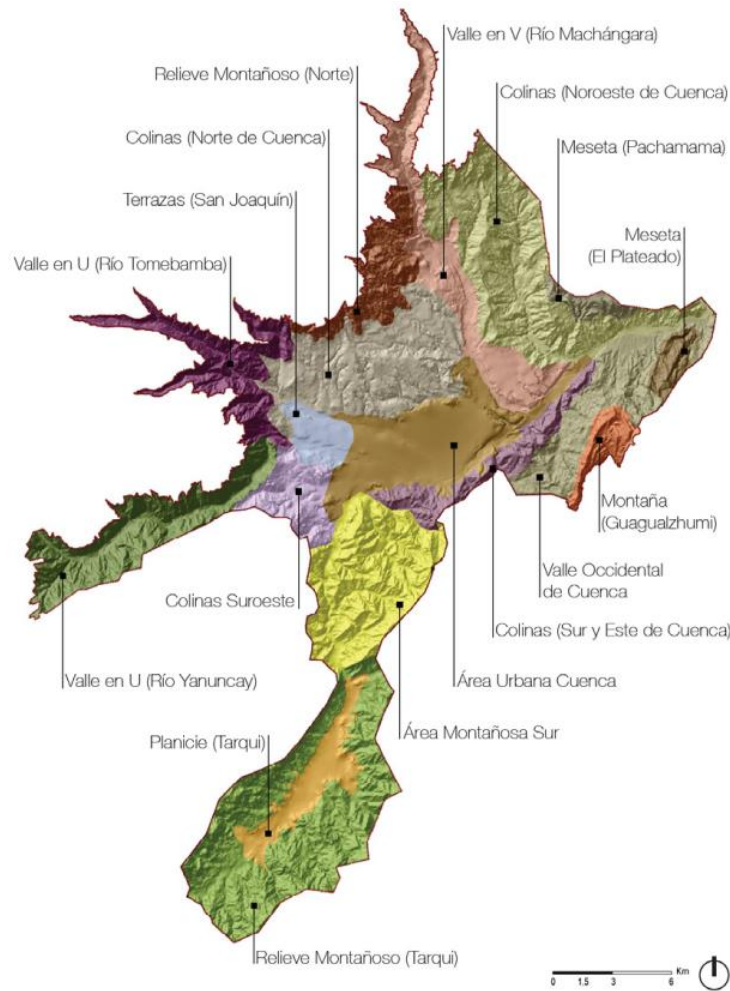 Valle en V (Río Machángara)
Relieve Montañoso (Norte)
Colinas (Noroeste de Cuenca)
Colinas (Norte de Cuenca)
Meseta (Pachamama)
Terrazas (San Joaquín)
Meseta
(El Plateado)
Valle en U (Río Tomebamba)
Montaña
(Guagualzhumi)
Valle Occidental
de Cuenca
Colinas Suroeste
Colinas (Sur y Este de Cuenca)
Valle en U (Río Yanuncay)
Área Urbana Cuenca
Área Montañosa Sur
Planicie (Tarqui)
Relieve Montañoso (Tarqui)
0 1.5 3 6 Km